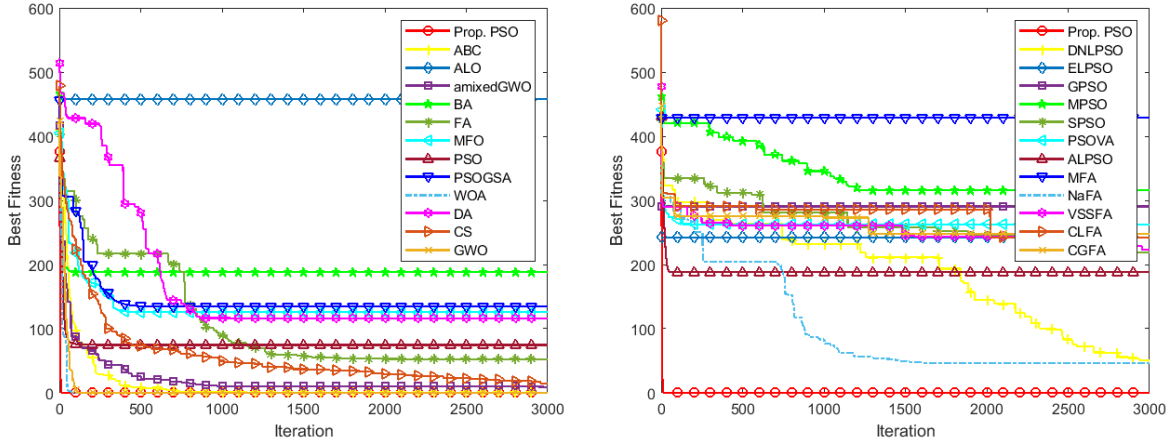 600
500
400
300
200
100
0
Best Fitness
0
500
1000
1500
2000
2500
3000
Iteration
Prop. PSO
ABC
ALO
amixedGWO
BA
FA
MFO
PSO
PSOGSA
WOA
DA
CS
GWO
600
500
400
300
200
100
0
Best Fitness
0
500
1000
1500
2000
2500
3000
Iteration
Prop. PSO
DNLPSO
ELPSO
GPSO
MPSO
SPSO
PSOVA
ALPSO
MFA
NaFA
VSSFA
CLFA
CGFA